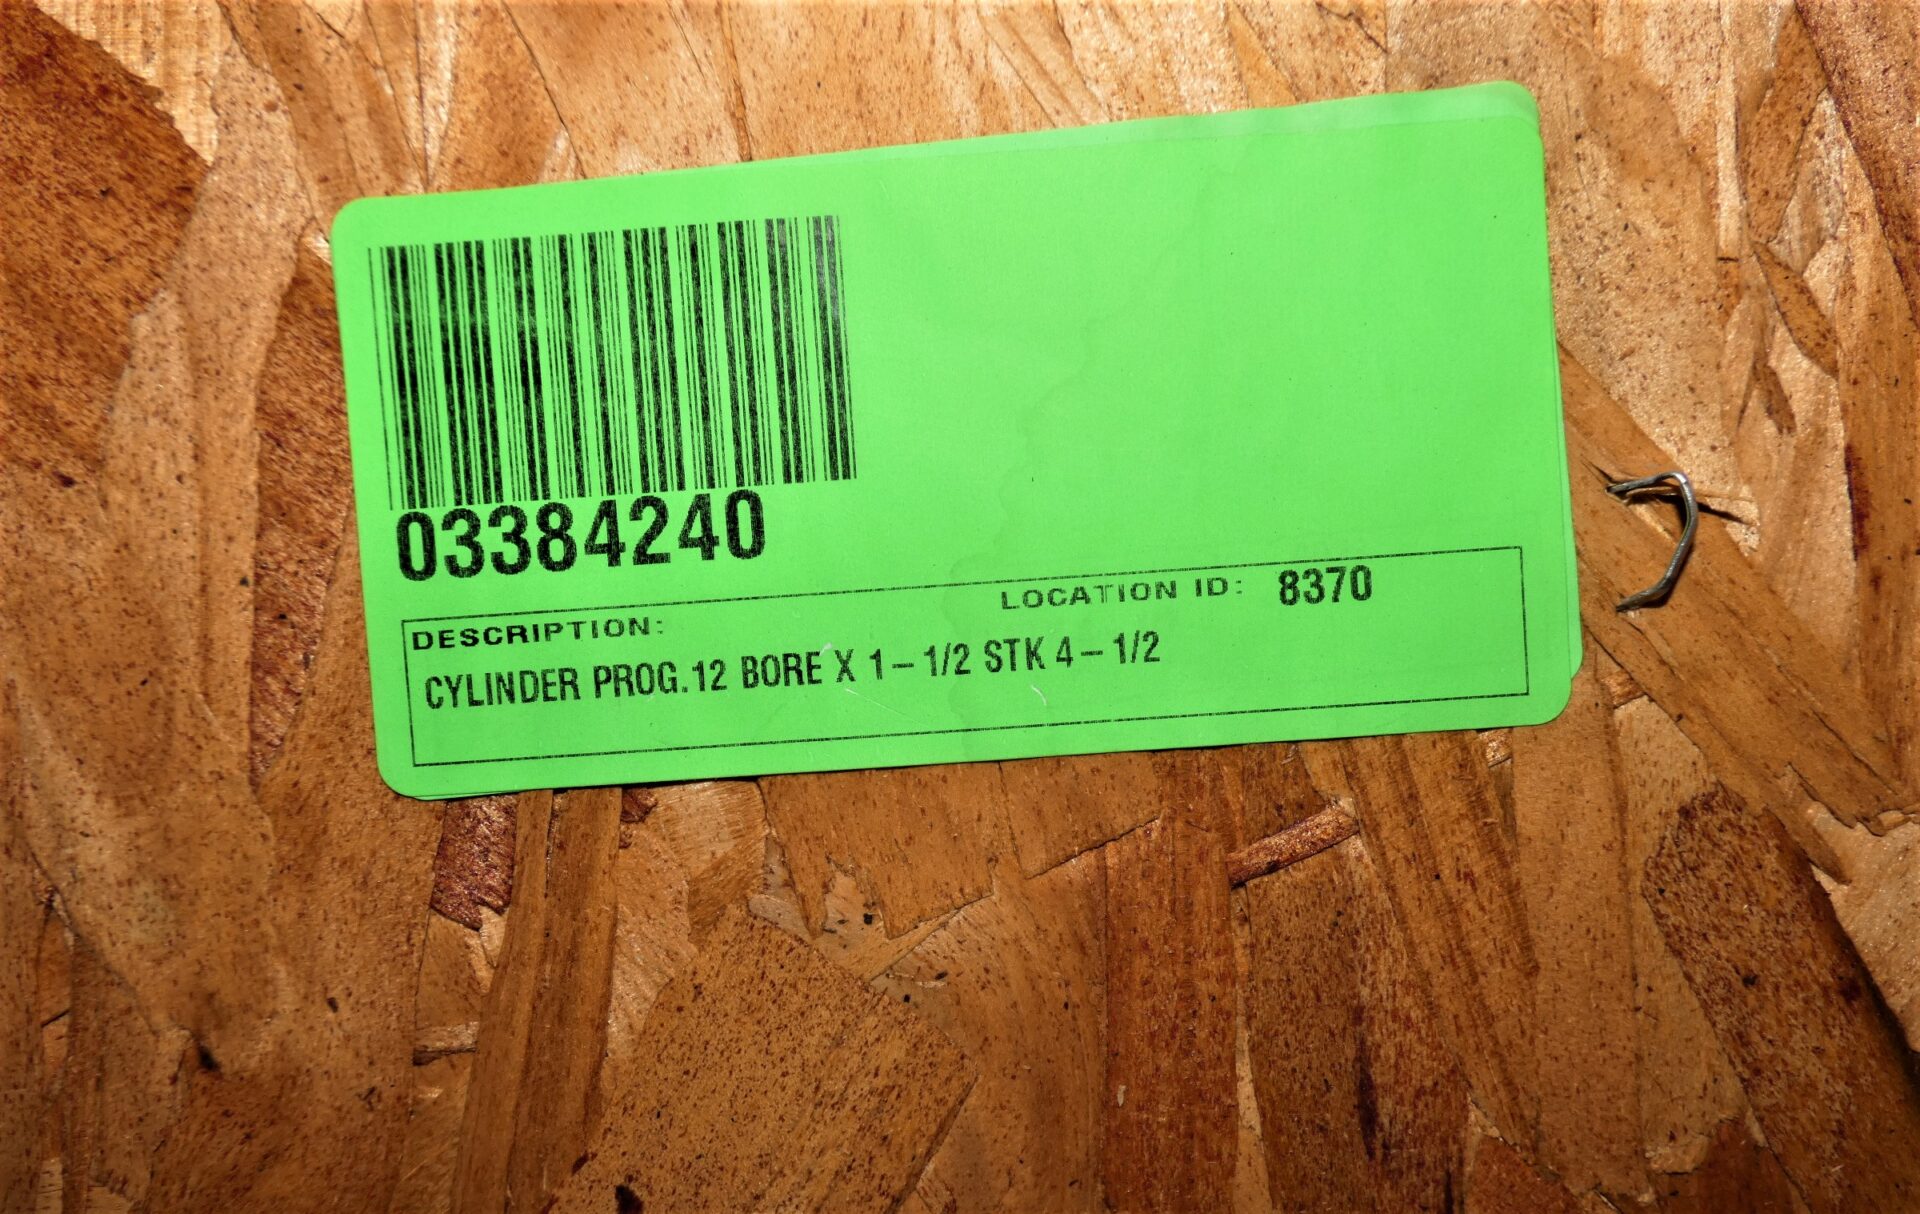 03384240
LOCATION ID: 8370
DESCRIPTION:
CYLINDER PROG.12 BORE X 1-1/2 STK 4-1/2